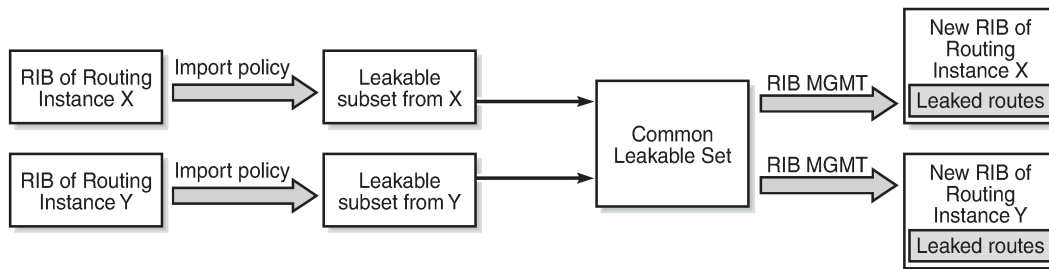 RIB of Routing
Instance X
Import policy
Leakable
subset from X
RIB of Routing
Instance Y
Import policy
Leakable
subset from Y
Common
Leakable Set
RIB MGMT
New RIB of
Routing
Instance X
Leaked routes
RIB MGMT
New RIB of
Routing
Instance Y
Leaked routes